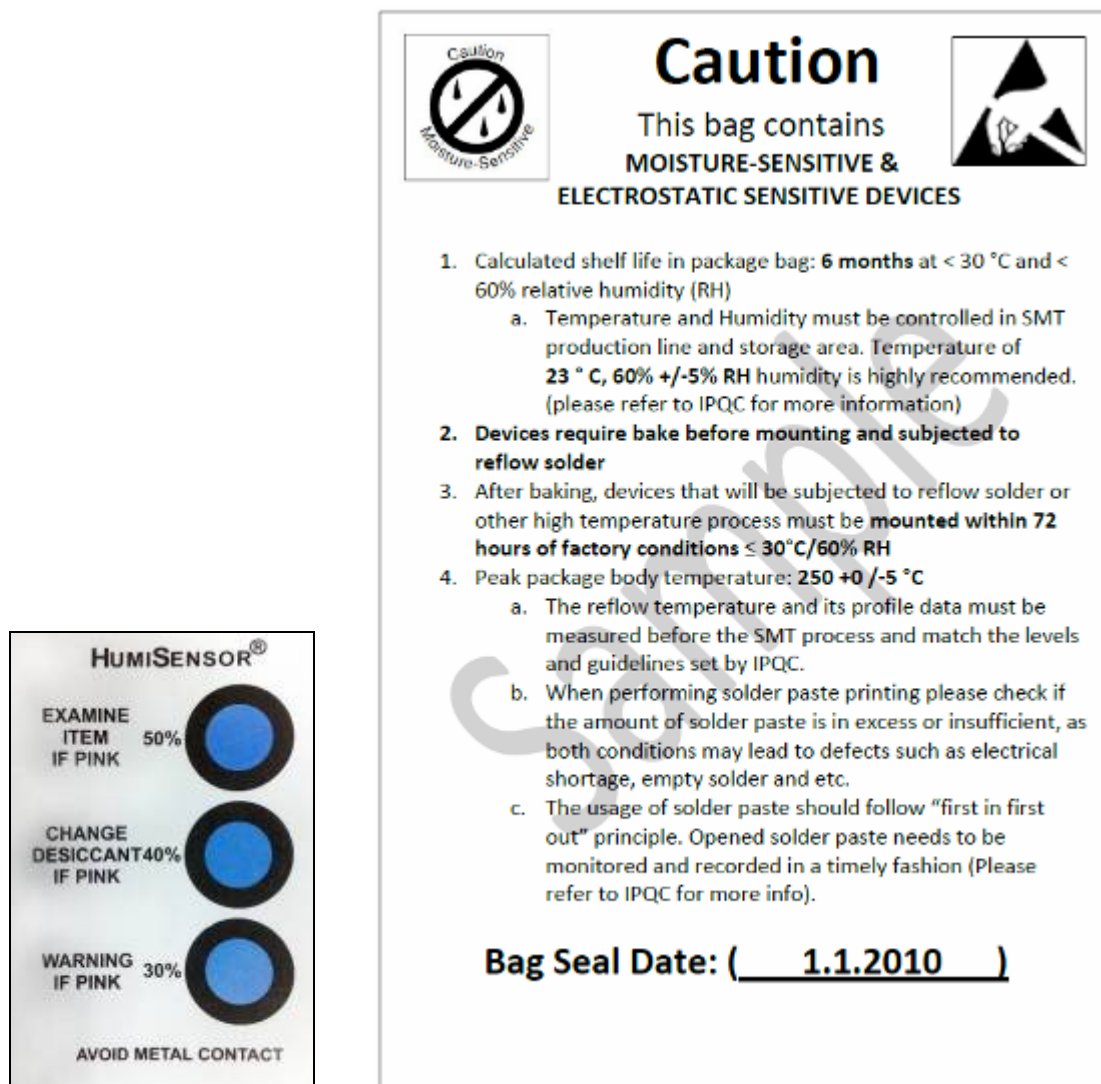 HUMISENSOR®
EXAMINE
ITEM 50%
IF PINK
CHANGE
DESICCANT 40%
IF PINK
WARNING 30%
IF PINK
AVOID METAL CONTACT
Caution
Moisture-Sensitive
Caution
This bag contains
MOISTURE-SENSITIVE &
ELECTROSTATIC SENSITIVE DEVICES
1. Calculated shelf life in package bag: 6 months at < 30 °C and <
60% relative humidity (RH)
a. Temperature and Humidity must be controlled in SMT
production line and storage area. Temperature of
23 ° C, 60% +/-5% RH humidity is highly recommended.
(please refer to IPQC for more information)
2. Devices require bake before mounting and subjected to
reflow solder
3. After baking, devices that will be subjected to reflow solder or
other high temperature process must be mounted within 72
hours of factory conditions ≤ 30°C/60% RH
4. Peak package body temperature: 250 +0 /-5 °C
a. The reflow temperature and its profile data must be
measured before the SMT process and match the levels
and guidelines set by IPQC.
b. When performing solder paste printing please check if
the amount of solder paste is in excess or insufficient, as
both conditions may lead to defects such as electrical
shortage, empty solder and etc.
c. The usage of solder paste should follow “first in first
out” principle. Opened solder paste needs to be
monitored and recorded in a timely fashion (Please
refer to IPQC for more info).
Bag Seal Date: ( 1.1.2010 )
Sample